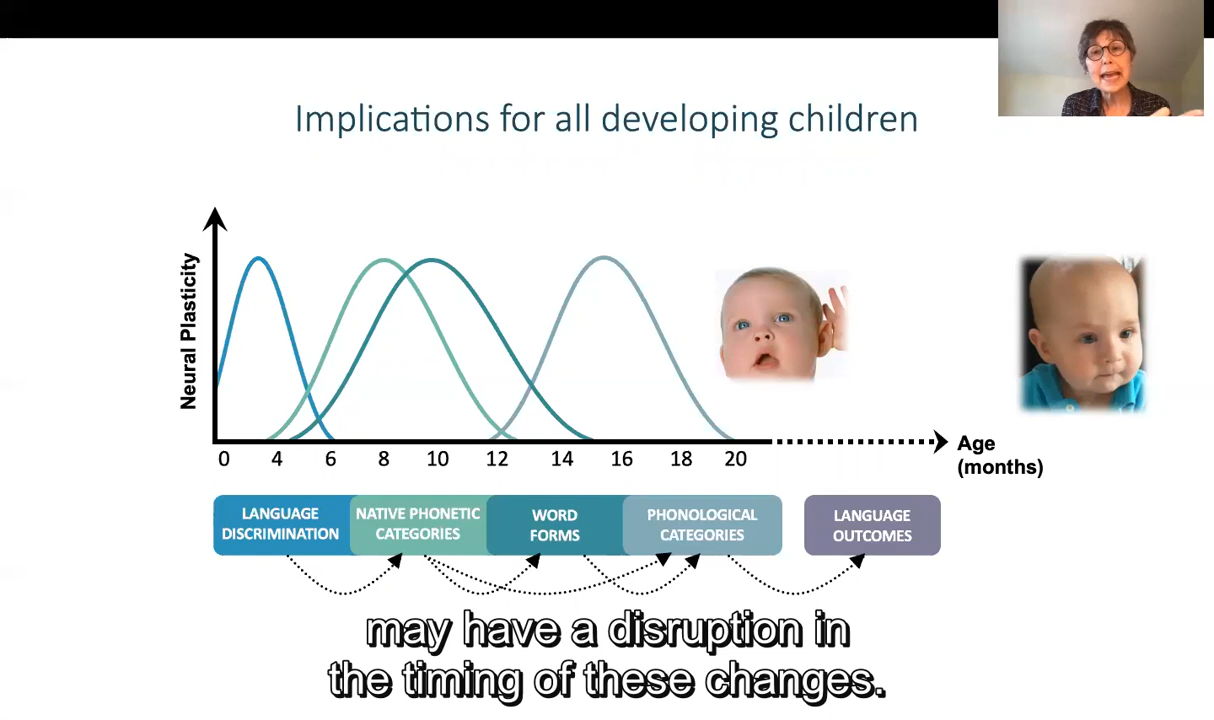 Implications for all developing children
Neural Plasticity
0 4 6 8 10 12 14 16 18 20
Age
(months)
LANGUAGE
DISCRIMINATION
NATIVE PHONETIC
CATEGORIES
WORD
FORMS
PHONOLOGICAL
CATEGORIES
LANGUAGE
OUTCOMES
may have a disruption in
the timing of these changes.